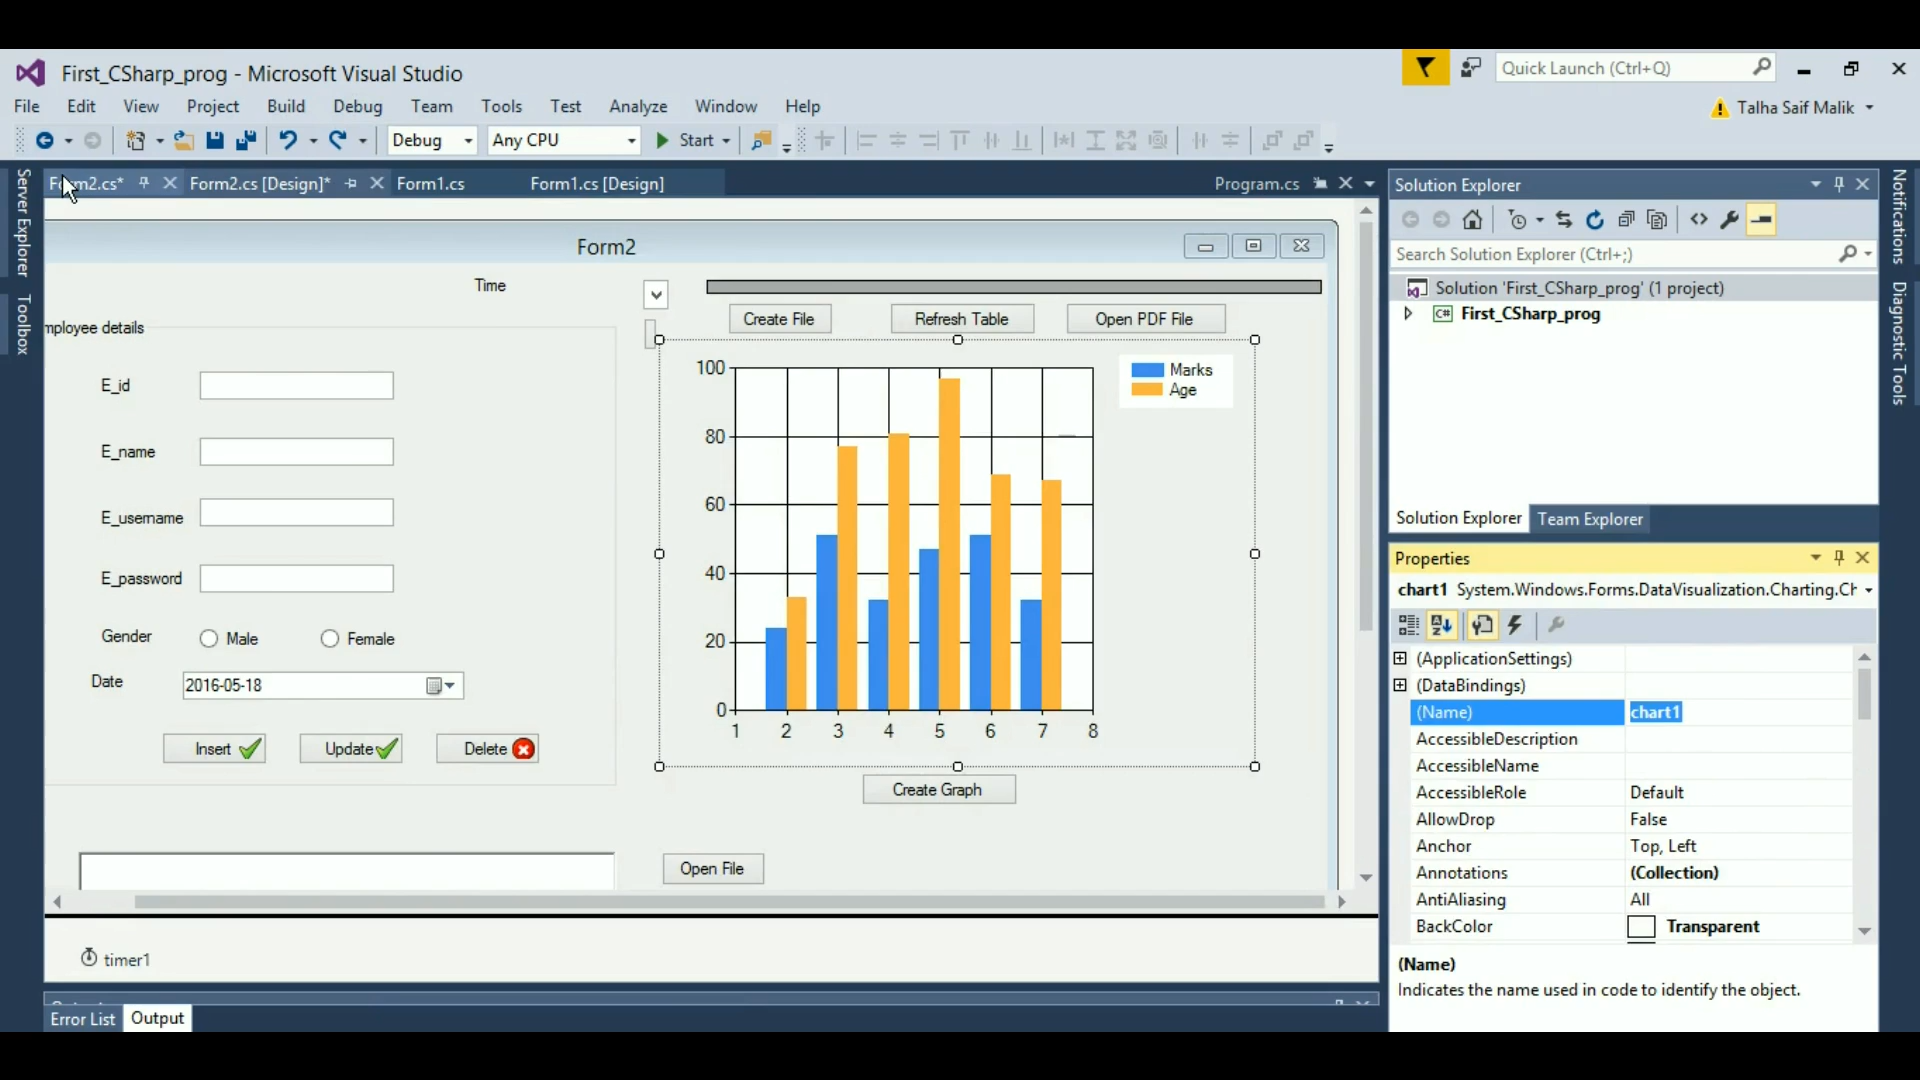 First_CSharp_prog - Microsoft Visual Studio
Quick Launch (Ctrl+Q)
File Edit View Project Build Debug Team Tools Test Analyze Window Help
Talha Saif Malik
Debug Any CPU Start
Form2.cs* Form2.cs [Design]* Form1.cs Form1.cs [Design] Program.cs
Server Explorer
Toolbox
Form2
Time
Create File Refresh Table Open PDF File
mployee details
E_id
E_name
E_username
E_password
Gender Male Female
Date 2016-05-18
Insert Update Delete
100
80
60
40
20
0
1 2 3 4 5 6 7 8
Marks
Age
Create Graph
Open File
timer1
Error List Output
Solution Explorer
Search Solution Explorer (Ctrl+;)
Solution 'First_CSharp_prog' (1 project)
C# First_CSharp_prog
Solution Explorer Team Explorer
Properties
chart1 System.Windows.Forms.DataVisualization.Charting.Ch
(ApplicationSettings)
(DataBindings)
(Name) chart1
AccessibleDescription
AccessibleName
AccessibleRole Default
AllowDrop False
Anchor Top, Left
Annotations (Collection)
AntiAliasing All
BackColor Transparent
(Name)
Indicates the name used in code to identify the object.
Notifications
Diagnostic Tools